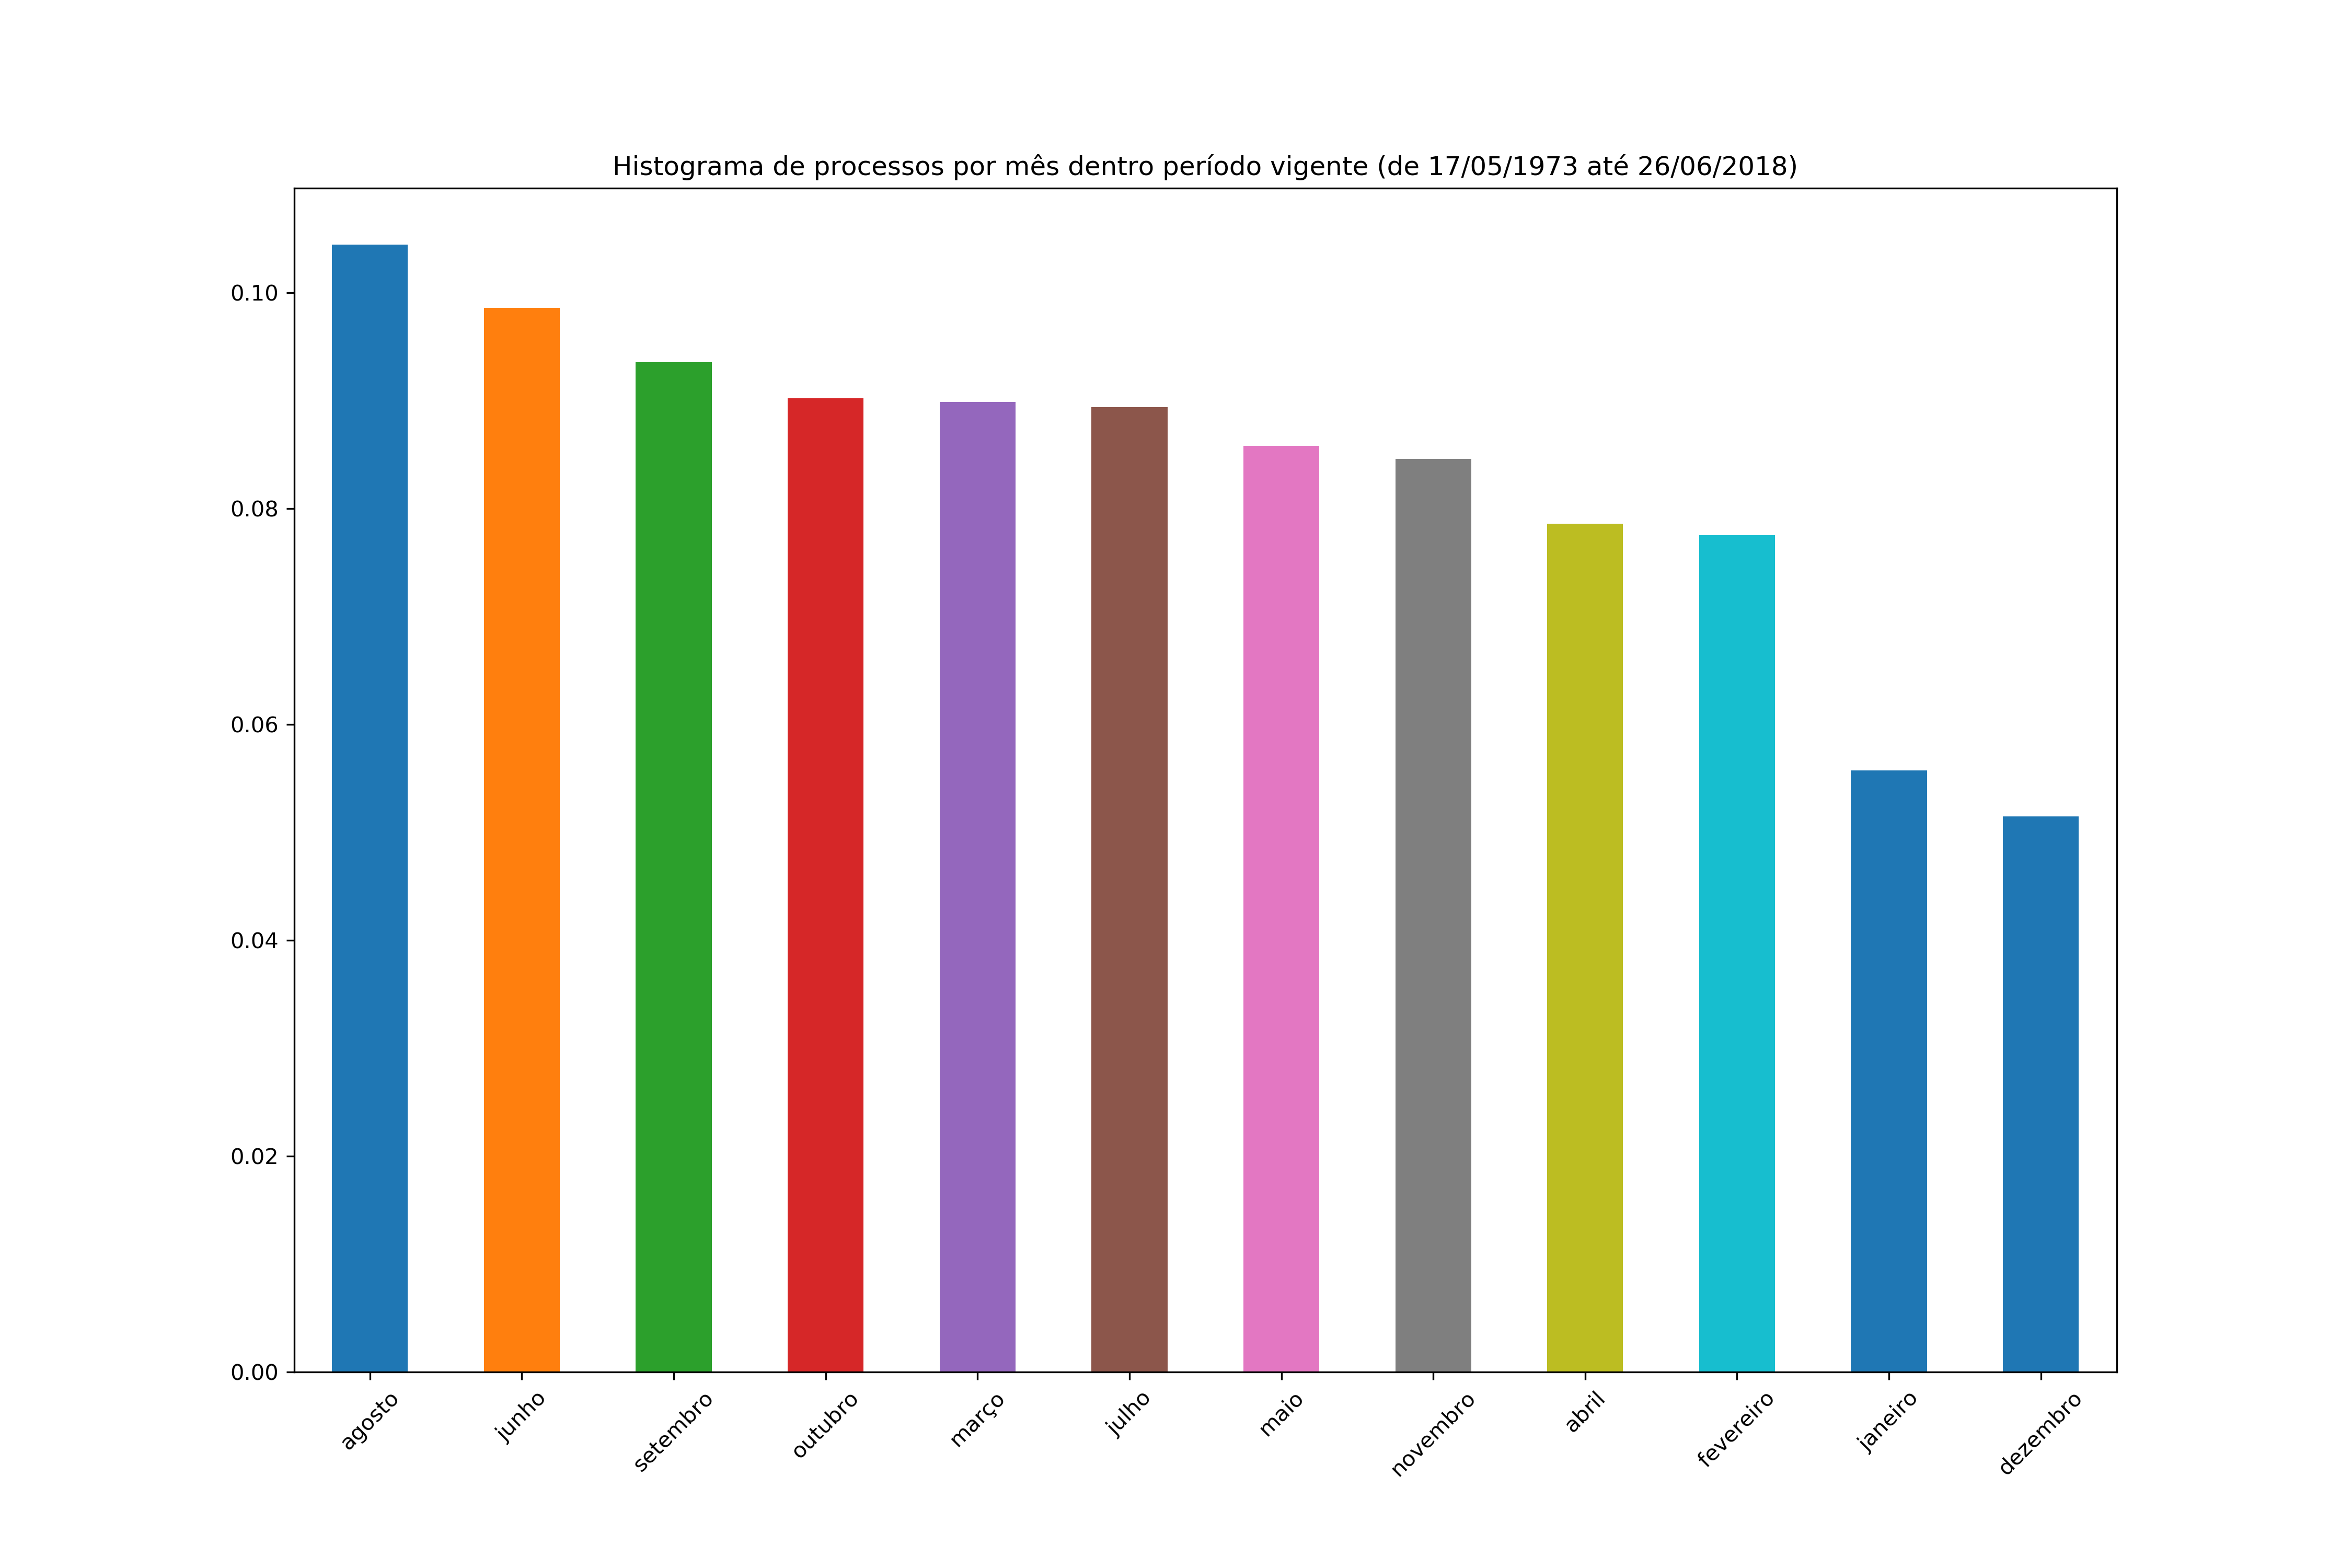 Histograma de processos por mês dentro período vigente (de 17/05/1973 até 26/06/2018)
0.10
0.08
0.06
0.04
0.02
0.00
agosto
junho
setembro
outubro
março
julho
maio
novembro
abril
fevereiro
janeiro
dezembro